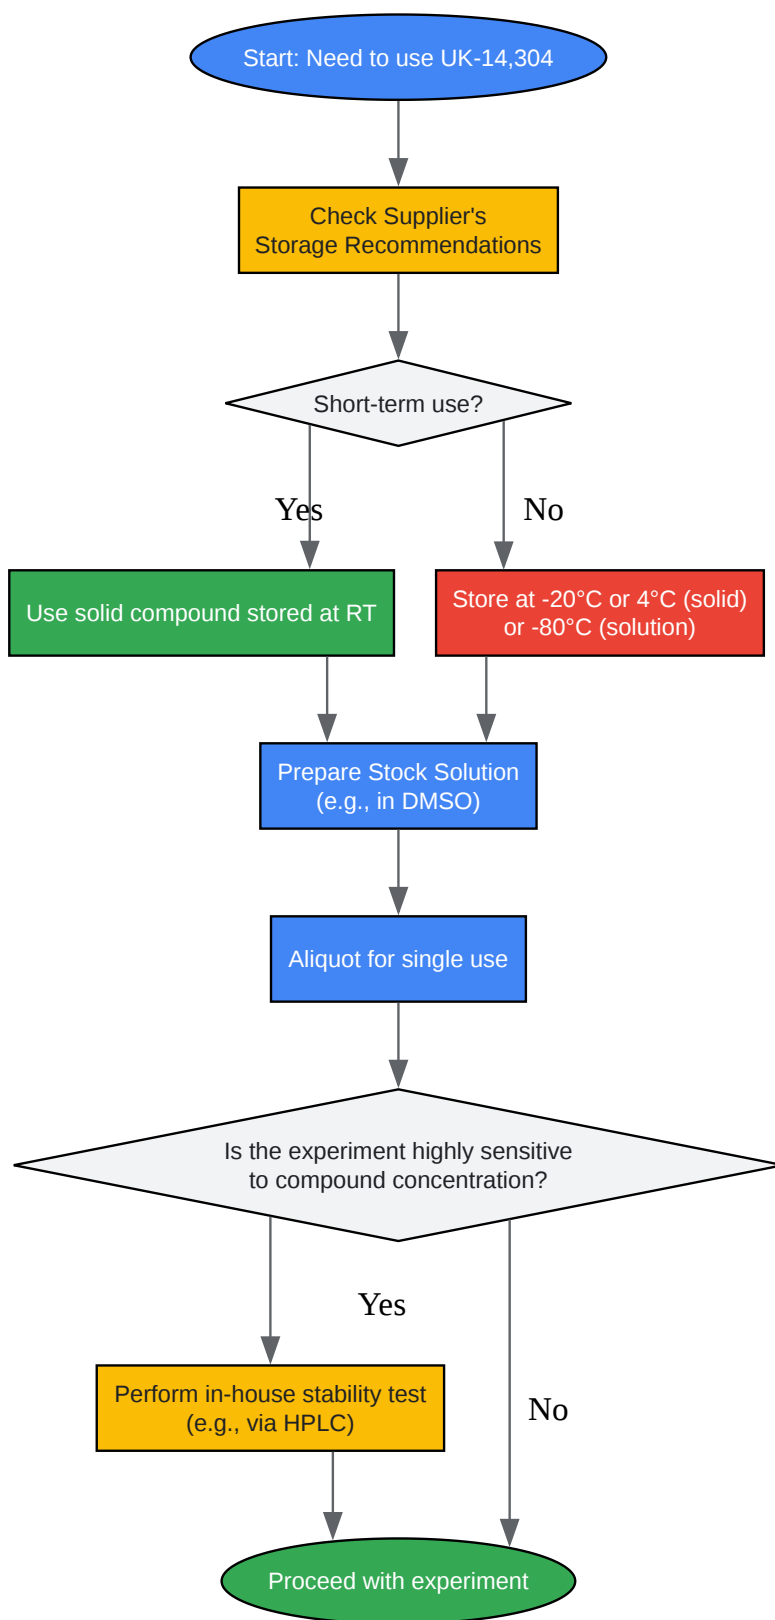 Start: Need to use UK-14,304
Check Supplier's
Storage Recommendations
Short-term use?
Yes
No
Use solid compound stored at RT
Store at -20°C or 4°C (solid)
or -80°C (solution)
Prepare Stock Solution
(e.g., in DMSO)
Aliquot for single use
Is the experiment highly sensitive
to compound concentration?
Yes
Perform in-house stability test
(e.g., via HPLC)
No
Proceed with experiment